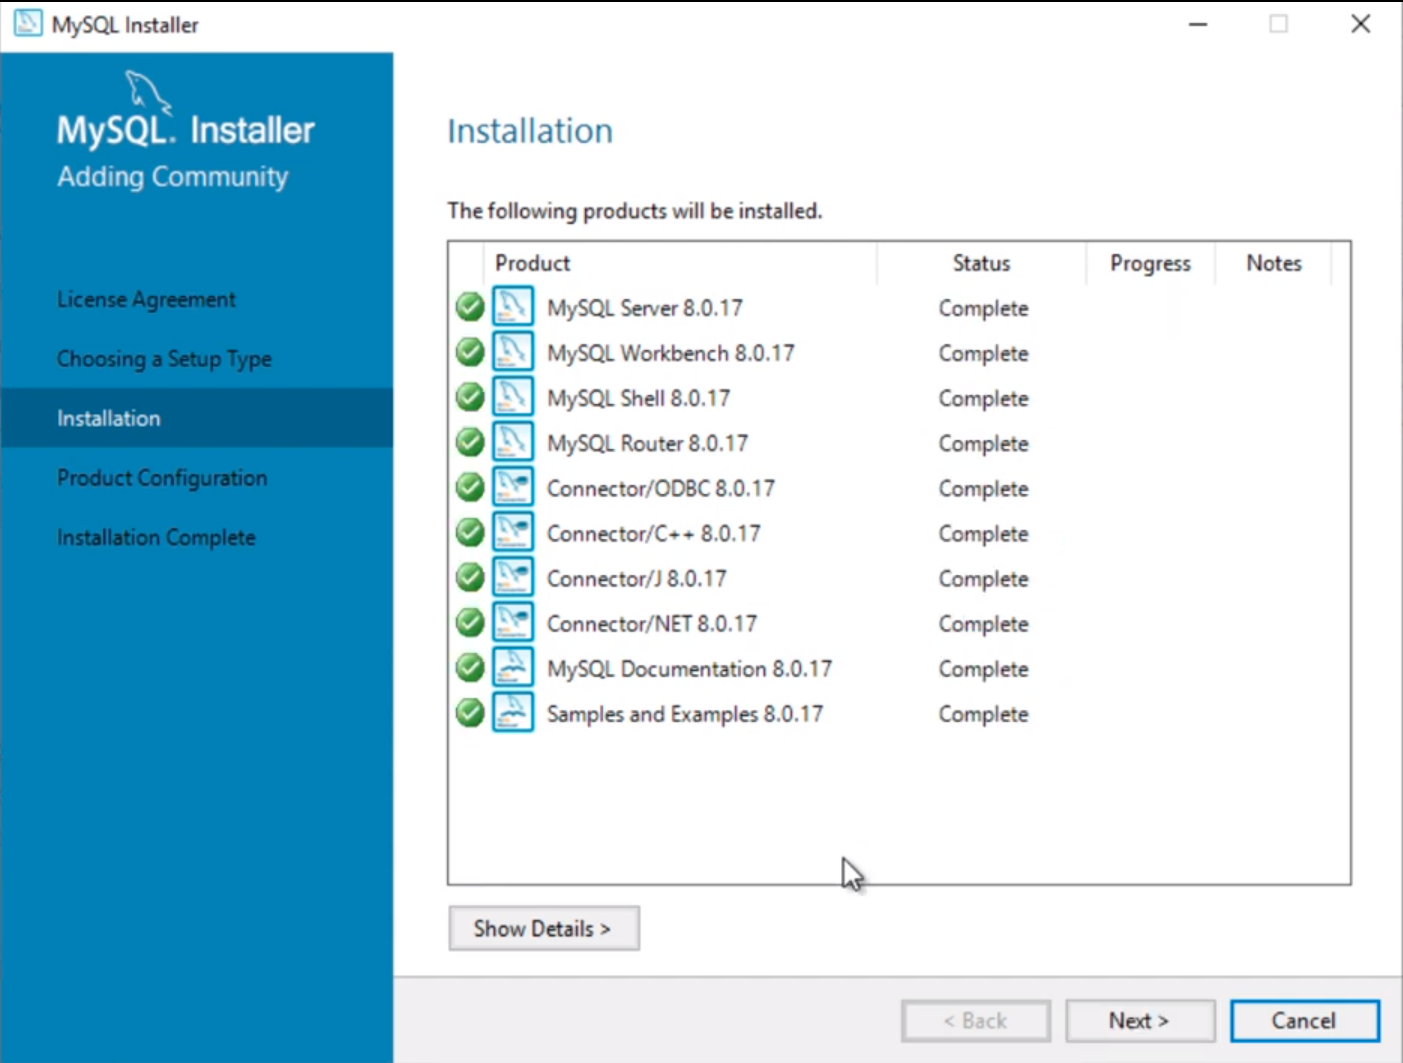 MySQL Installer
MySQL. Installer
Adding Community
License Agreement
Choosing a Setup Type
Installation
Product Configuration
Installation Complete
Installation
The following products will be installed.
Product Status Progress Notes
MySQL Server 8.0.17 Complete
MySQL Workbench 8.0.17 Complete
MySQL Shell 8.0.17 Complete
MySQL Router 8.0.17 Complete
Connector/ODBC 8.0.17 Complete
Connector/C++ 8.0.17 Complete
Connector/J 8.0.17 Complete
Connector/NET 8.0.17 Complete
MySQL Documentation 8.0.17 Complete
Samples and Examples 8.0.17 Complete
Show Details >
< Back Next > Cancel